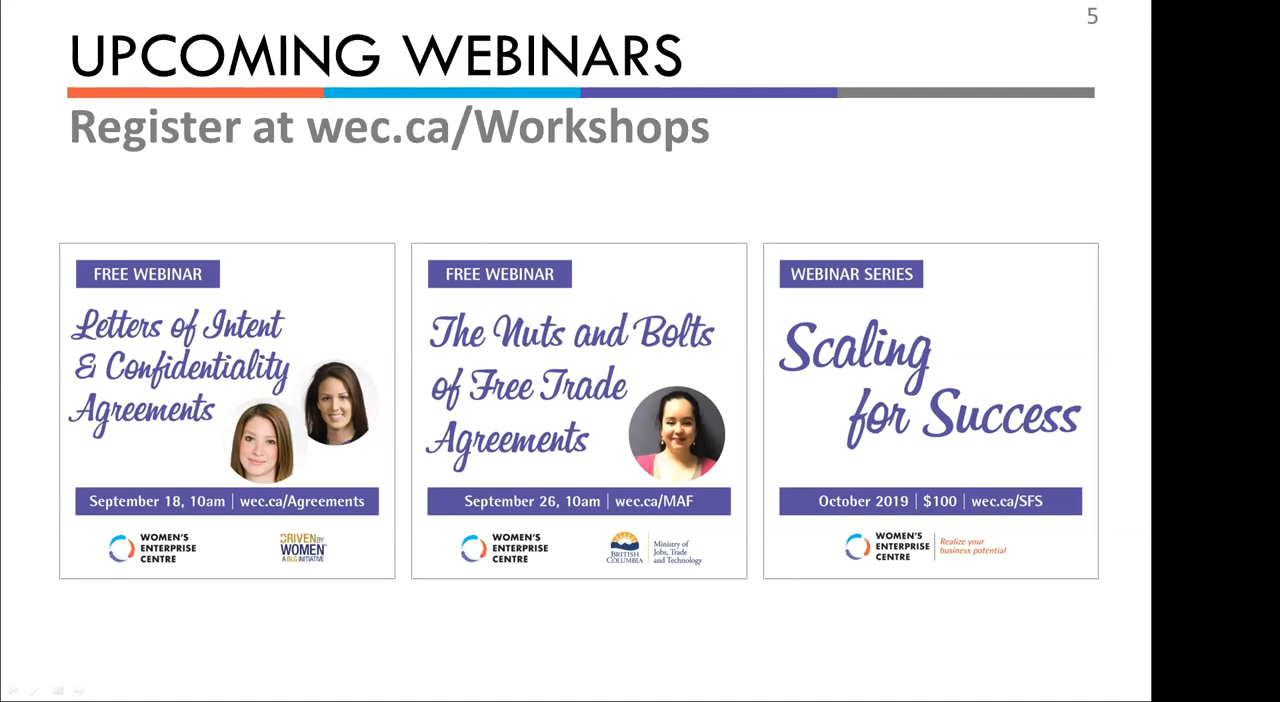 5
UPCOMING WEBINARS
Register at wec.ca/Workshops
FREE WEBINAR
Letters of Intent
& Confidentiality
Agreements
September 18, 10am | wec.ca/Agreements
WOMEN'S
ENTERPRISE
CENTRE
DRIVEN BY
WOMEN
A BLG INITIATIVE
FREE WEBINAR
The Nuts and Bolts
of Free Trade
Agreements
September 26, 10am | wec.ca/MAF
WOMEN'S
ENTERPRISE
CENTRE
BRITISH
COLUMBIA
Ministry of
Jobs, Trade
and Technology
WEBINAR SERIES
Scaling
for Success
October 2019 | $100 | wec.ca/SFS
WOMEN'S
ENTERPRISE
CENTRE
Realize your
business potential